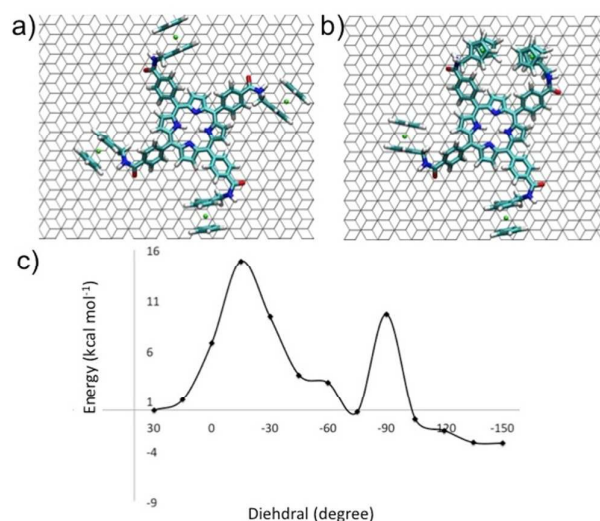 a)
b)
c)
Energy (kcal mol-1)
16
11
6
1
-4
-9
30 0 -30 -60 -90 -120 -150
Diehdral (degree)